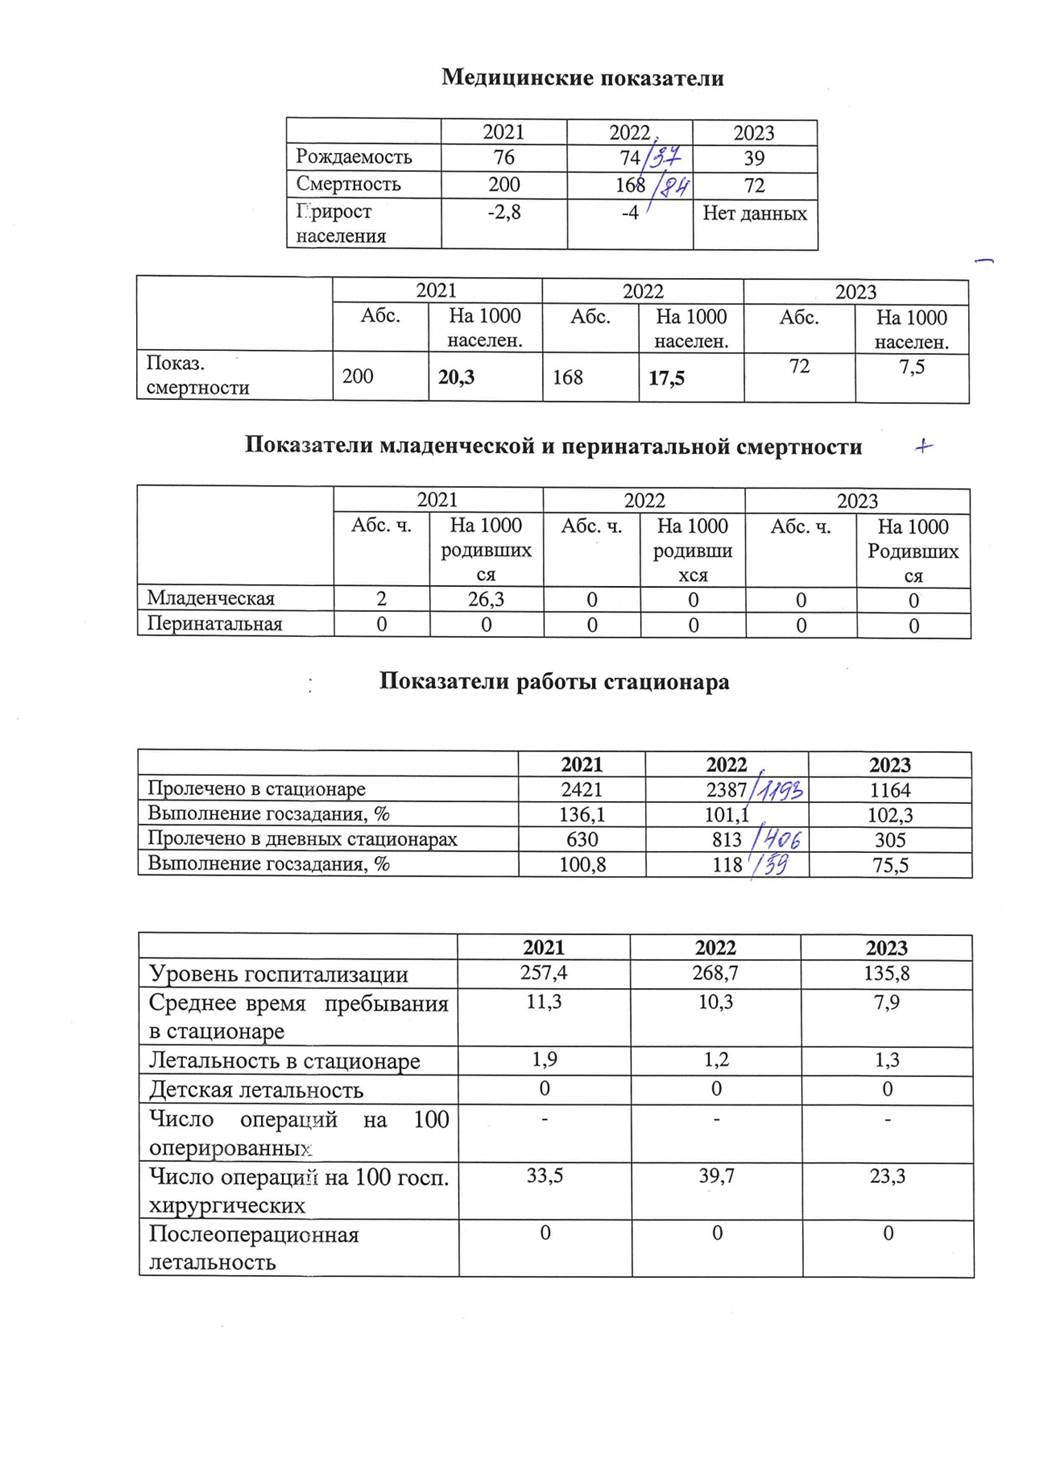 Медицинские показатели
2021 2022 2023
Рождаемость 76 74/37 39
Смертность 200 168/84 72
Прирост -2,8 -4 Нет данных
населения
2021 2022 2023
Абс. На 1000 Абс. На 1000 Абс. На 1000
населен. населен. населен.
Показ. 200 20,3 168 17,5 72 7,5
смертности
Показатели младенческой и перинатальной смертности +
2021 2022 2023
Абс. ч. На 1000 Абс. ч. На 1000 Абс. ч. На 1000
родивших родивши Родивших
ся хся ся
Младенческая 2 26,3 0 0 0 0
Перинатальная 0 0 0 0 0 0
Показатели работы стационара
2021 2022 2023
Пролечено в стационаре 2421 2387/1193 1164
Выполнение госзадания, % 136,1 101,1 102,3
Пролечено в дневных стационарах 630 813/406 305
Выполнение госзадания, % 100,8 118/59 75,5
2021 2022 2023
Уровень госпитализации 257,4 268,7 135,8
Среднее время пребывания 11,3 10,3 7,9
в стационаре
Летальность в стационаре 1,9 1,2 1,3
Детская летальность 0 0 0
Число операций на 100 - - -
оперированных
Число операций на 100 госп. 33,5 39,7 23,3
хирургических
Послеоперационная 0 0 0
летальность